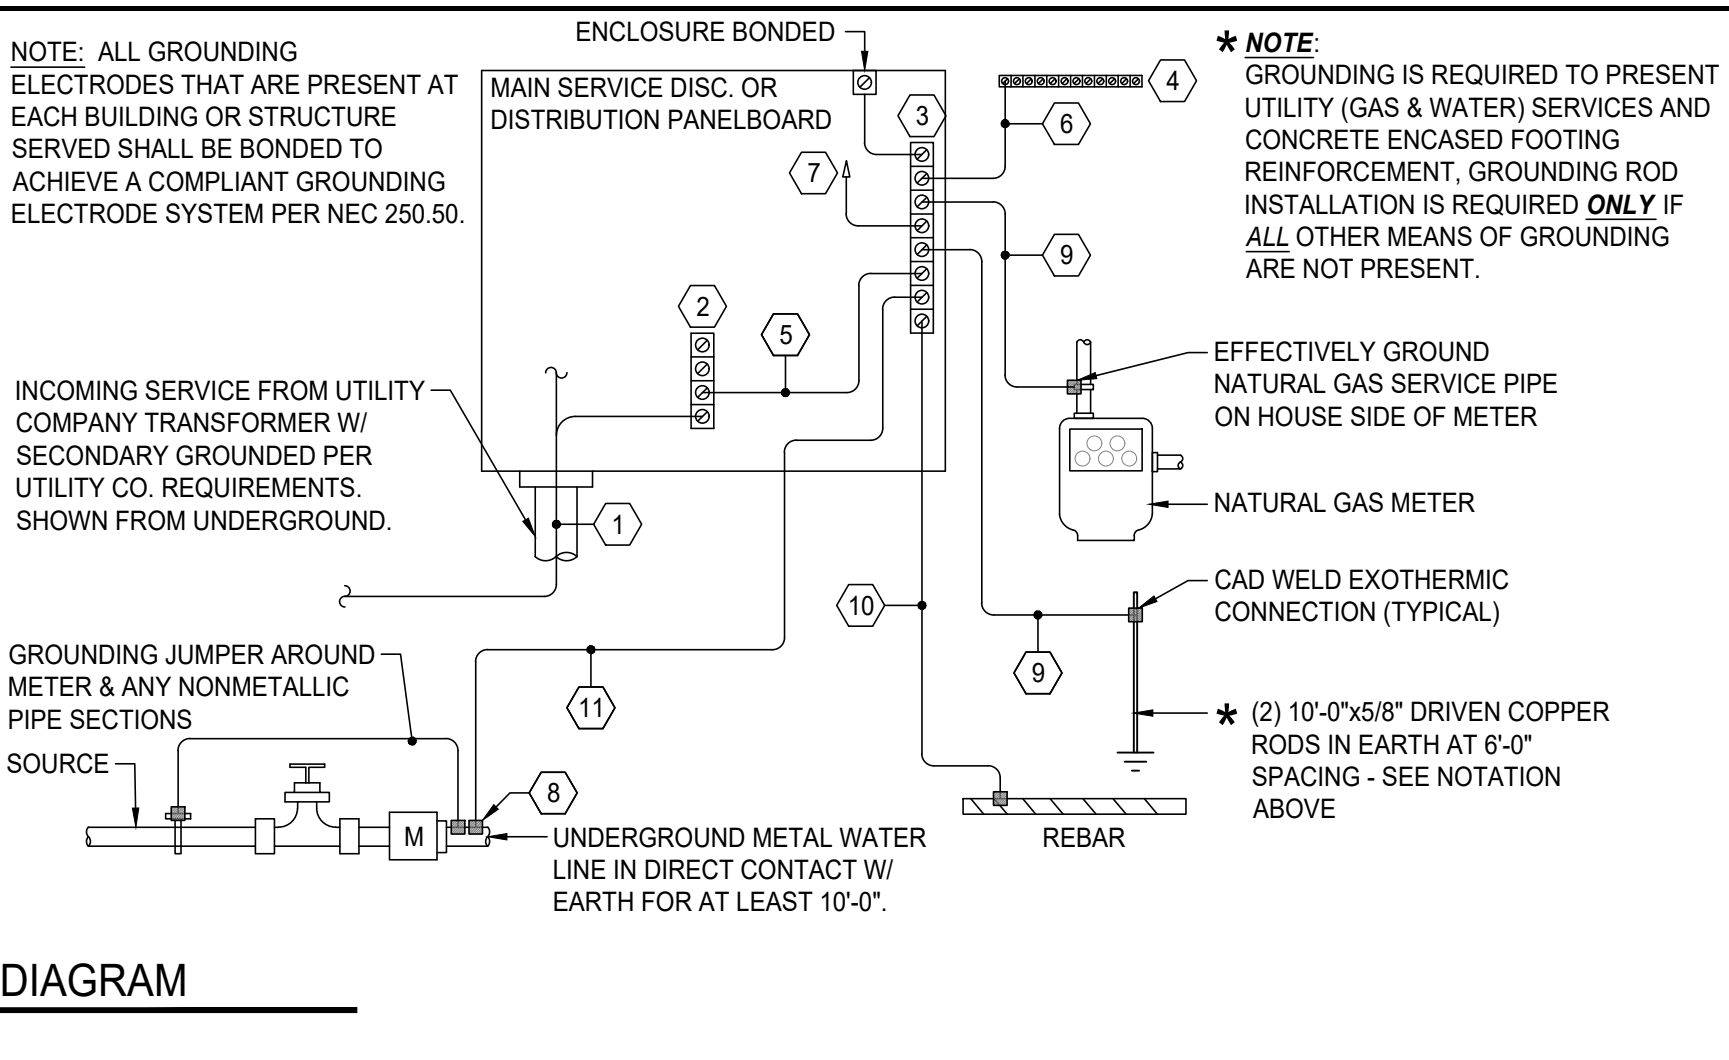 NOTE: ALL GROUNDING
ELECTRODES THAT ARE PRESENT AT
EACH BUILDING OR STRUCTURE
SERVED SHALL BE BONDED TO
ACHIEVE A COMPLIANT GROUNDING
ELECTRODE SYSTEM PER NEC 250.50.
ENCLOSURE BONDED
MAIN SERVICE DISC. OR
DISTRIBUTION PANELBOARD
3
4
6
7
9
2
5
* NOTE:
GROUNDING IS REQUIRED TO PRESENT
UTILITY (GAS & WATER) SERVICES AND
CONCRETE ENCASED FOOTING
REINFORCEMENT, GROUNDING ROD
INSTALLATION IS REQUIRED ONLY IF
ALL OTHER MEANS OF GROUNDING
ARE NOT PRESENT.
INCOMING SERVICE FROM UTILITY
COMPANY TRANSFORMER W/
SECONDARY GROUNDED PER
UTILITY CO. REQUIREMENTS.
SHOWN FROM UNDERGROUND.
1
EFFECTIVELY GROUND
NATURAL GAS SERVICE PIPE
ON HOUSE SIDE OF METER
NATURAL GAS METER
CAD WELD EXOTHERMIC
CONNECTION (TYPICAL)
10
9
11
GROUNDING JUMPER AROUND
METER & ANY NONMETALLIC
PIPE SECTIONS
SOURCE
8
M
UNDERGROUND METAL WATER
LINE IN DIRECT CONTACT W/
EARTH FOR AT LEAST 10'-0".
REBAR
* (2) 10'-0"x5/8" DRIVEN COPPER
RODS IN EARTH AT 6'-0"
SPACING - SEE NOTATION
ABOVE
DIAGRAM